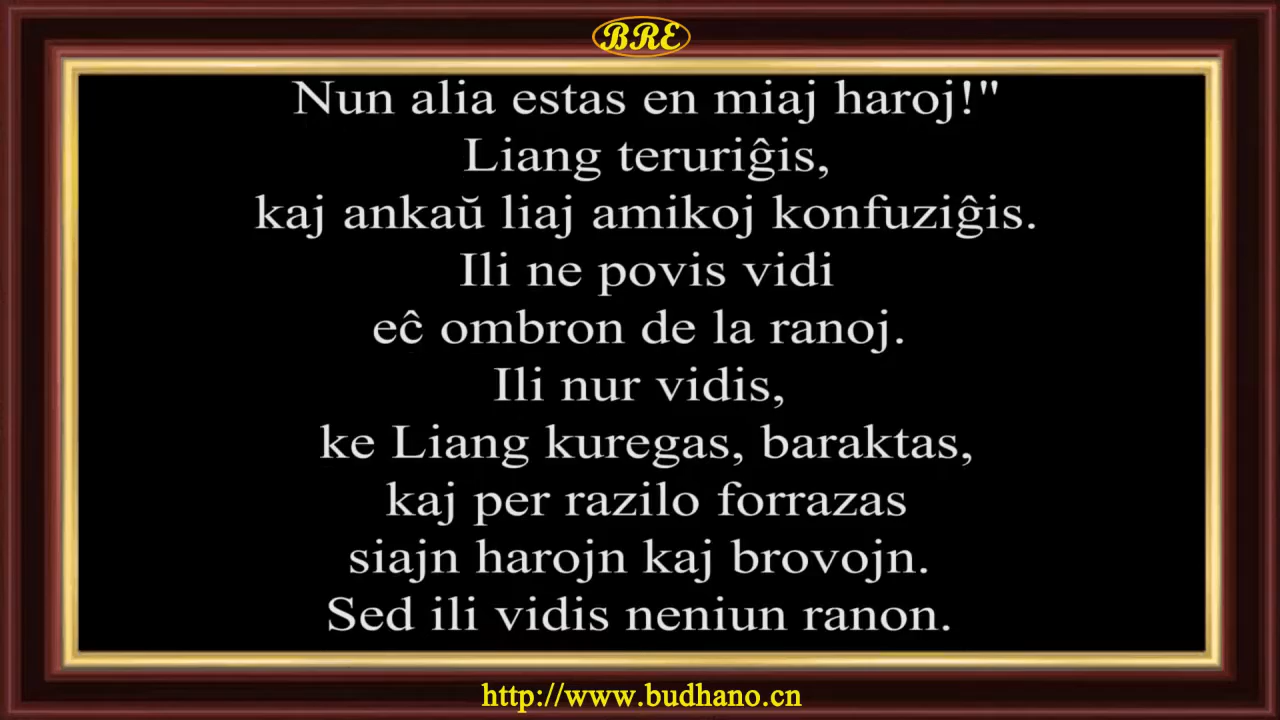 BRE
Nun alia estas en miaj haroj!"
Liang teruriĝis,
kaj ankaŭ liaj amikoj konfuziĝis.
Ili ne povis vidi
eĉ ombron de la ranoj.
Ili nur vidis,
ke Liang kuregas, baraktas,
kaj per razilo forrazas
siajn harojn kaj brovojn.
Sed ili vidis neniun ranon.
http://www.budhano.cn